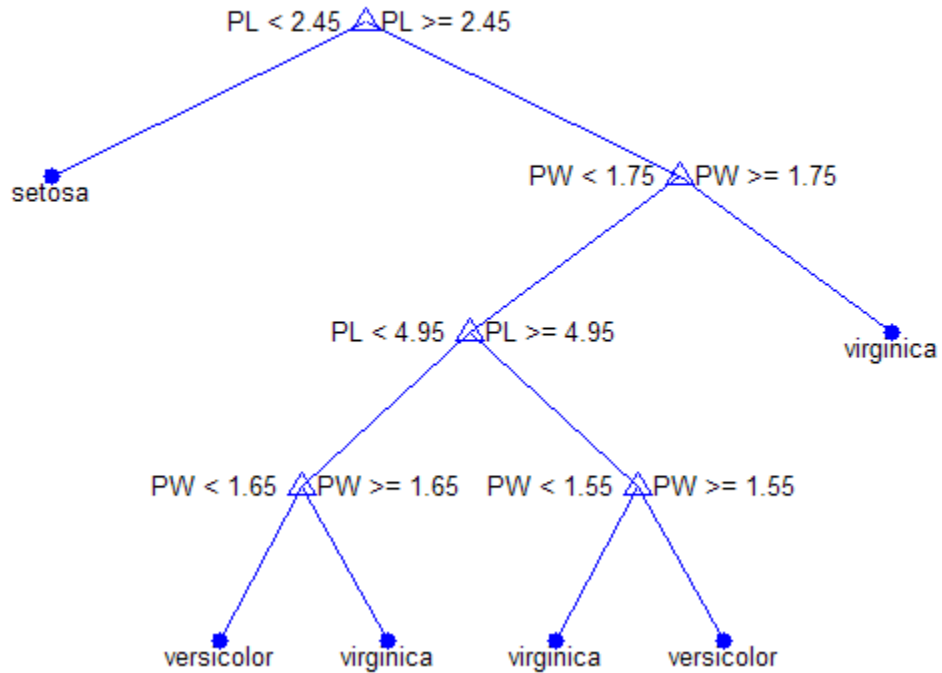 PL < 2.45 PL >= 2.45
setosa
PW < 1.75 PW >= 1.75
PL < 4.95 PL >= 4.95
virginica
PW < 1.65 PW >= 1.65 PW < 1.55 PW >= 1.55
versicolor virginica virginica versicolor